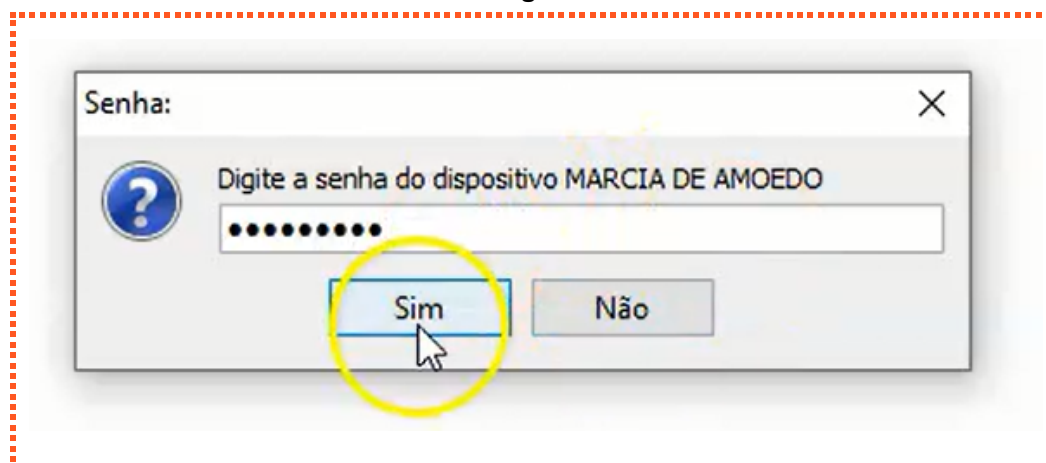 Senha:
Digite a senha do dispositivo MARCIA DE AMOEDO
•••••••••
Sim
Não